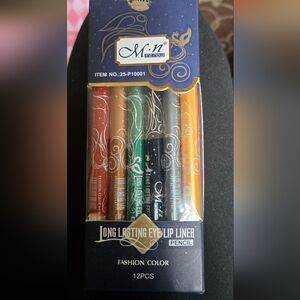 M·n
ITEM NO.:25-P10001
LONG LASTING EYE/LIP LINER
PENCIL
FASHION COLOR
12PCS